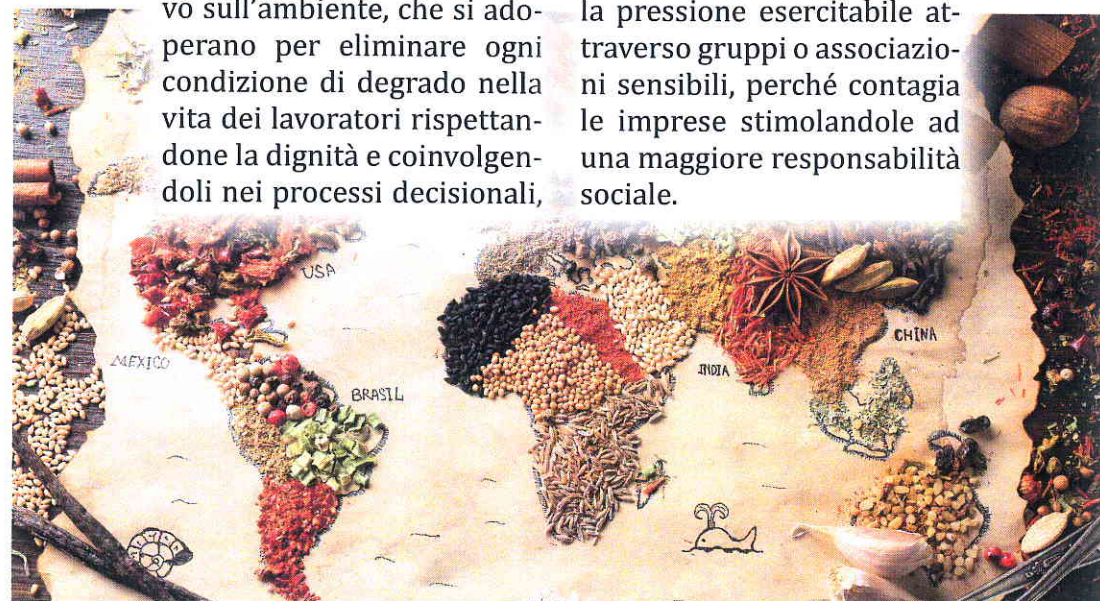 vo sull'ambiente, che si ado-
perano per eliminare ogni
condizione di degrado nella
vita dei lavoratori rispettan-
done la dignità e coinvolgen-
doli nei processi decisionali,
la pressione esercitabile at-
traverso gruppi o associazio-
ni sensibili, perché contagia
le imprese stimolandole ad
una maggiore responsabilità
sociale.
USA
MEXICO
BRASIL
INDIA
CHINA